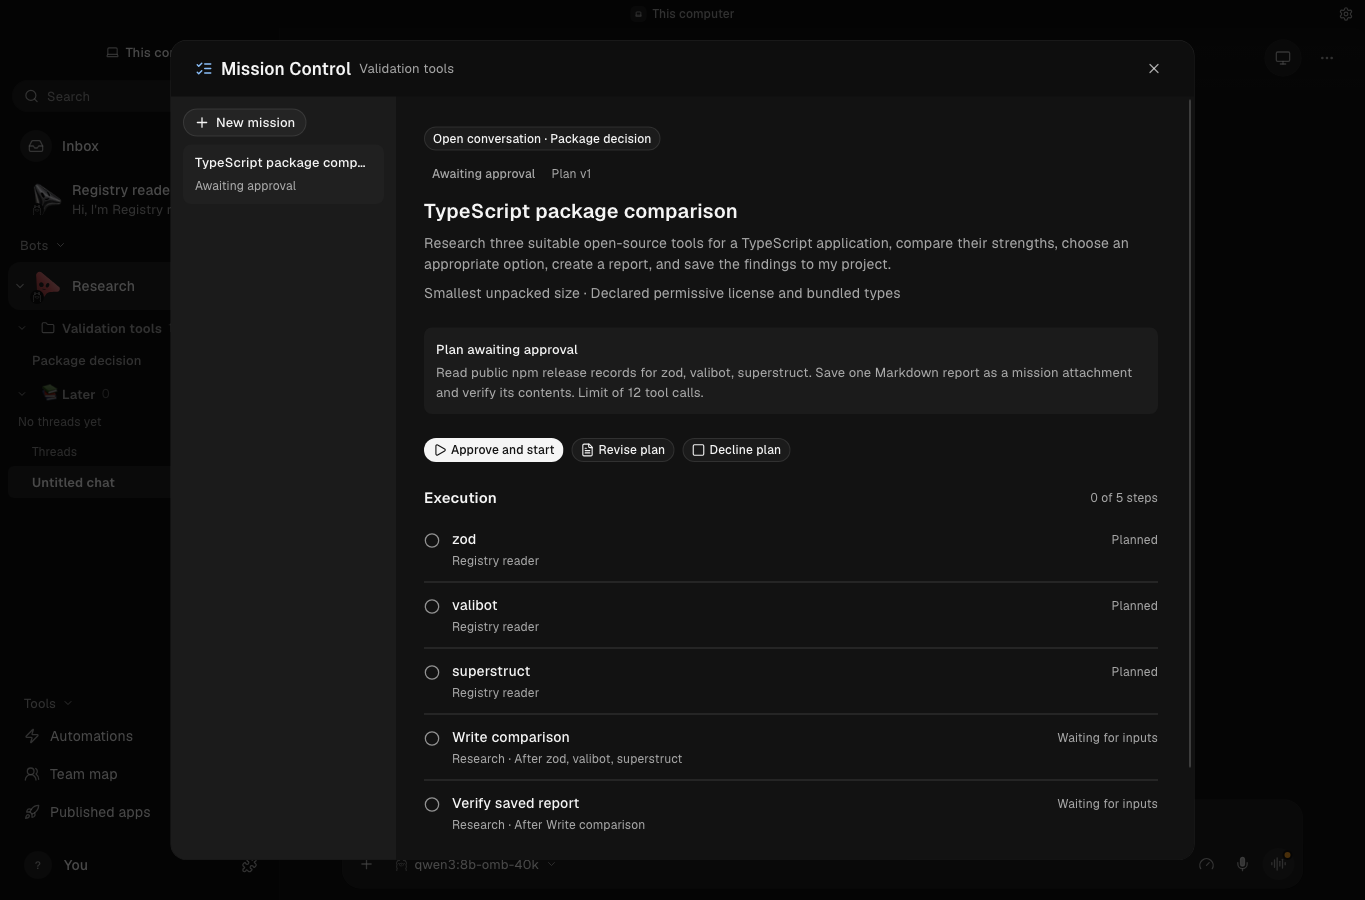 This computer
This co
Mission Control Validation tools
Search
New mission
Inbox
TypeScript package comp...
Awaiting approval
Registry reade
Hi, I'm Registry r
Bots
Research
Validation tools
Package decision
Later 0
No threads yet
Threads
Untitled chat
Tools
Automations
Team map
Published apps
? You
Open conversation · Package decision
Awaiting approval Plan v1
TypeScript package comparison
Research three suitable open-source tools for a TypeScript application, compare their strengths, choose an
appropriate option, create a report, and save the findings to my project.
Smallest unpacked size · Declared permissive license and bundled types
Plan awaiting approval
Read public npm release records for zod, valibot, superstruct. Save one Markdown report as a mission attachment
and verify its contents. Limit of 12 tool calls.
Approve and start Revise plan Decline plan
Execution 0 of 5 steps
zod Planned
Registry reader
valibot Planned
Registry reader
superstruct Planned
Registry reader
Write comparison Waiting for inputs
Research · After zod, valibot, superstruct
Verify saved report Waiting for inputs
Research · After Write comparison
qwen3:8b-omb-40k